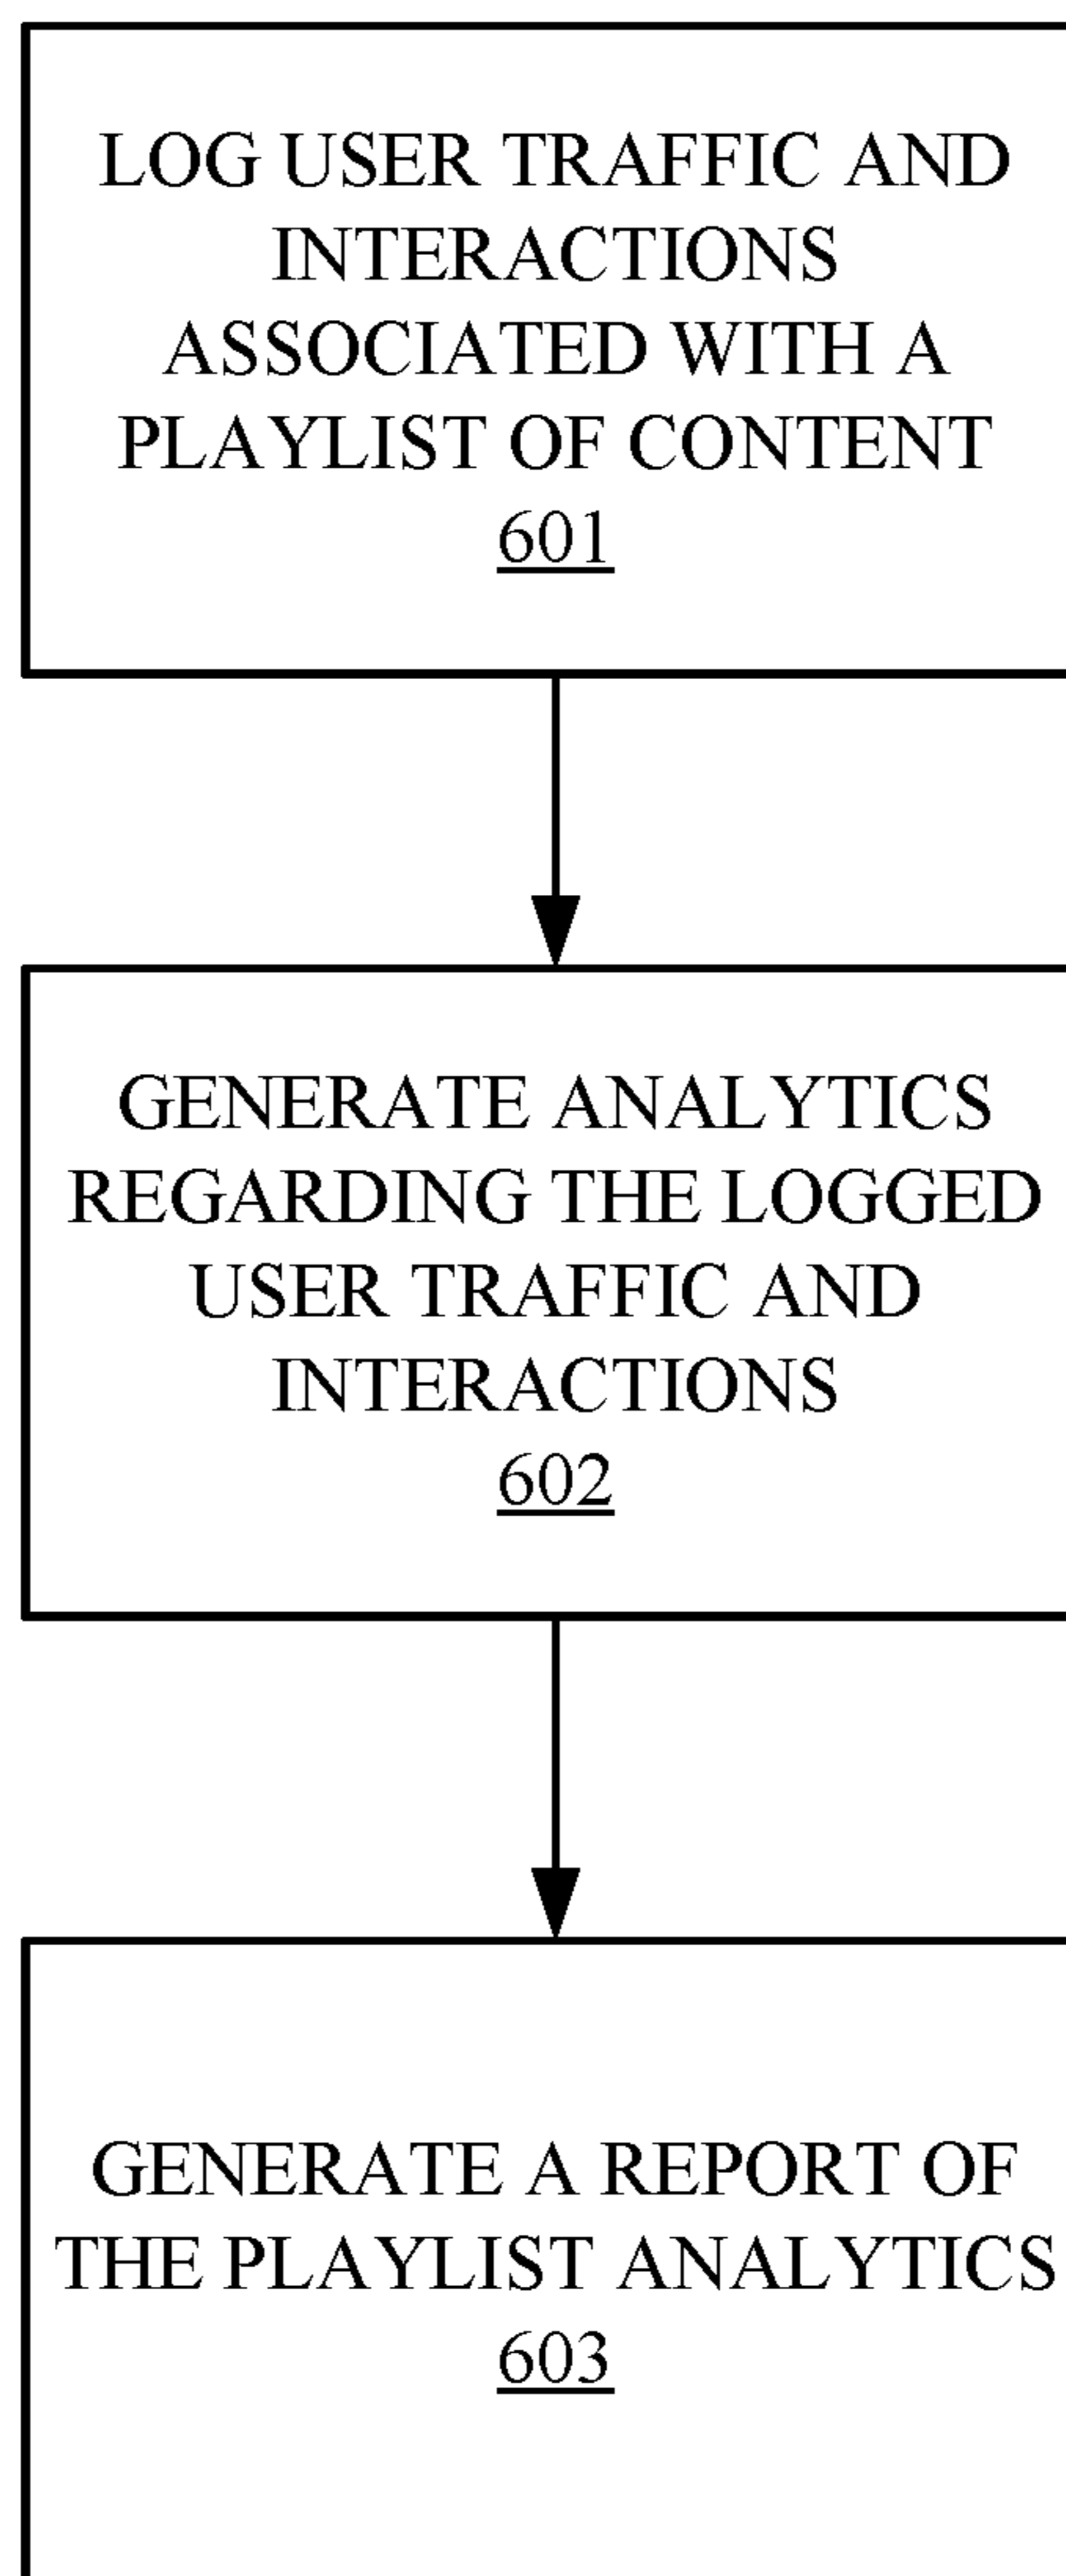 LOG USER TRAFFIC AND
INTERACTIONS
ASSOCIATED WITH A
PLAYLIST OF CONTENT
601
GENERATE ANALYTICS
REGARDING THE LOGGED
USER TRAFFIC AND
INTERACTIONS
602
GENERATE A REPORT OF
THE PLAYLIST ANALYTICS
603